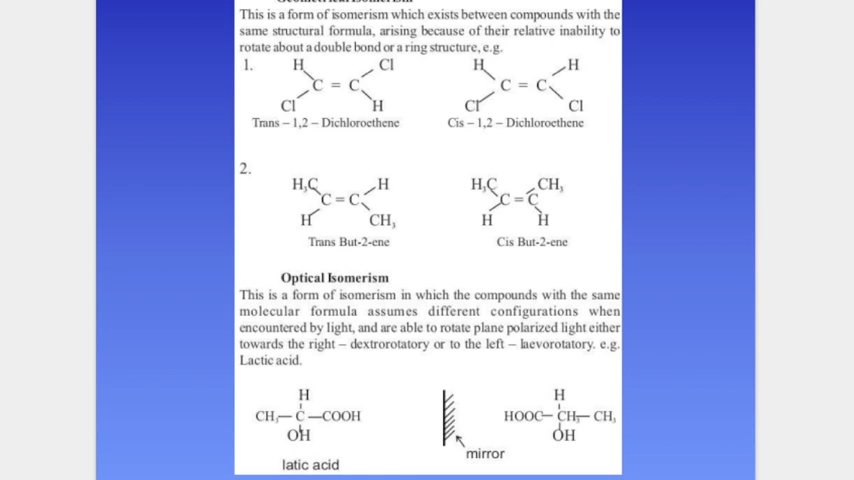 This is a form of isomerism which exists between compounds with the
same structural formula, arising because of their relative inability to
rotate about a double bond or a ring structure, e.g.
1. H Cl H H
C = C C = C
Cl H Cl Cl
Trans – 1,2 – Dichloroethene Cis – 1,2 – Dichloroethene
2.
H₃C H H₃C CH₃
C = C C = C
H CH₃ H H
Trans But-2-ene Cis But-2-ene
Optical Isomerism
This is a form of isomerism in which the compounds with the same
molecular formula assumes different configurations when
encountered by light, and are able to rotate plane polarized light either
towards the right – dextrorotatory or to the left – laevorotatory. e.g.
Lactic acid.
H H
CH₃— C —COOH HOOC— CH— CH₃
OH OH
mirror
latic acid